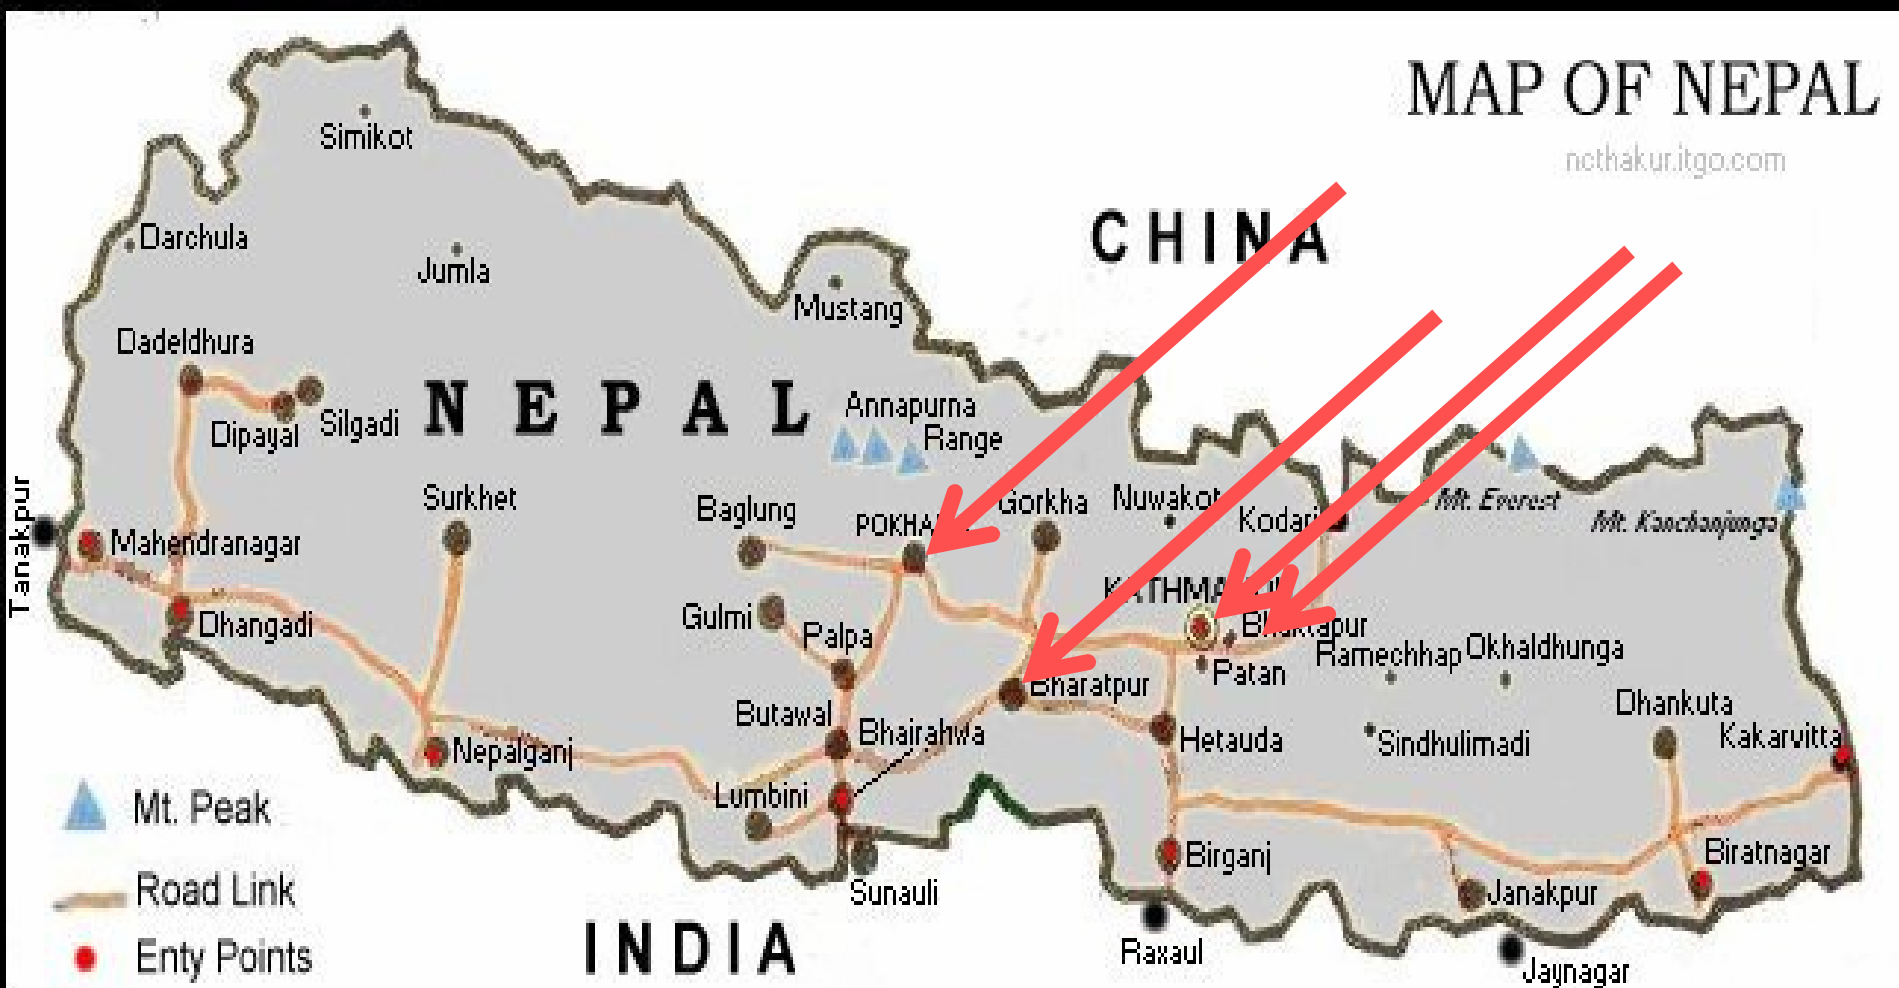 MAP OF NEPAL
ncthakur.itgo.com
Simikot
CHINA
Darchula
Jumla
Mustang
Dadeldhura
NEPAL
Annapurna
Range
Silgadi
Dipayal
Surkhet
Baglung
Gorkha
Nuwakot
Kodari
Mt. Everest
Mt. Kanchanjunga
Tanakpur
Mahendranagar
Gulmi
Palpa
Dhangadi
Bhaktapur
Ramechhap
Okhaldhunga
Patan
Bharatpur
Dhankuta
Butawal
Bhairahwa
Hetauda
Sindhulimadi
Kakarvitta
Nepalganj
Lumbini
Mt. Peak
Birganj
Biratnagar
Road Link
Sunauli
Janakpur
INDIA
Enty Points
Raxaul
Jaynagar